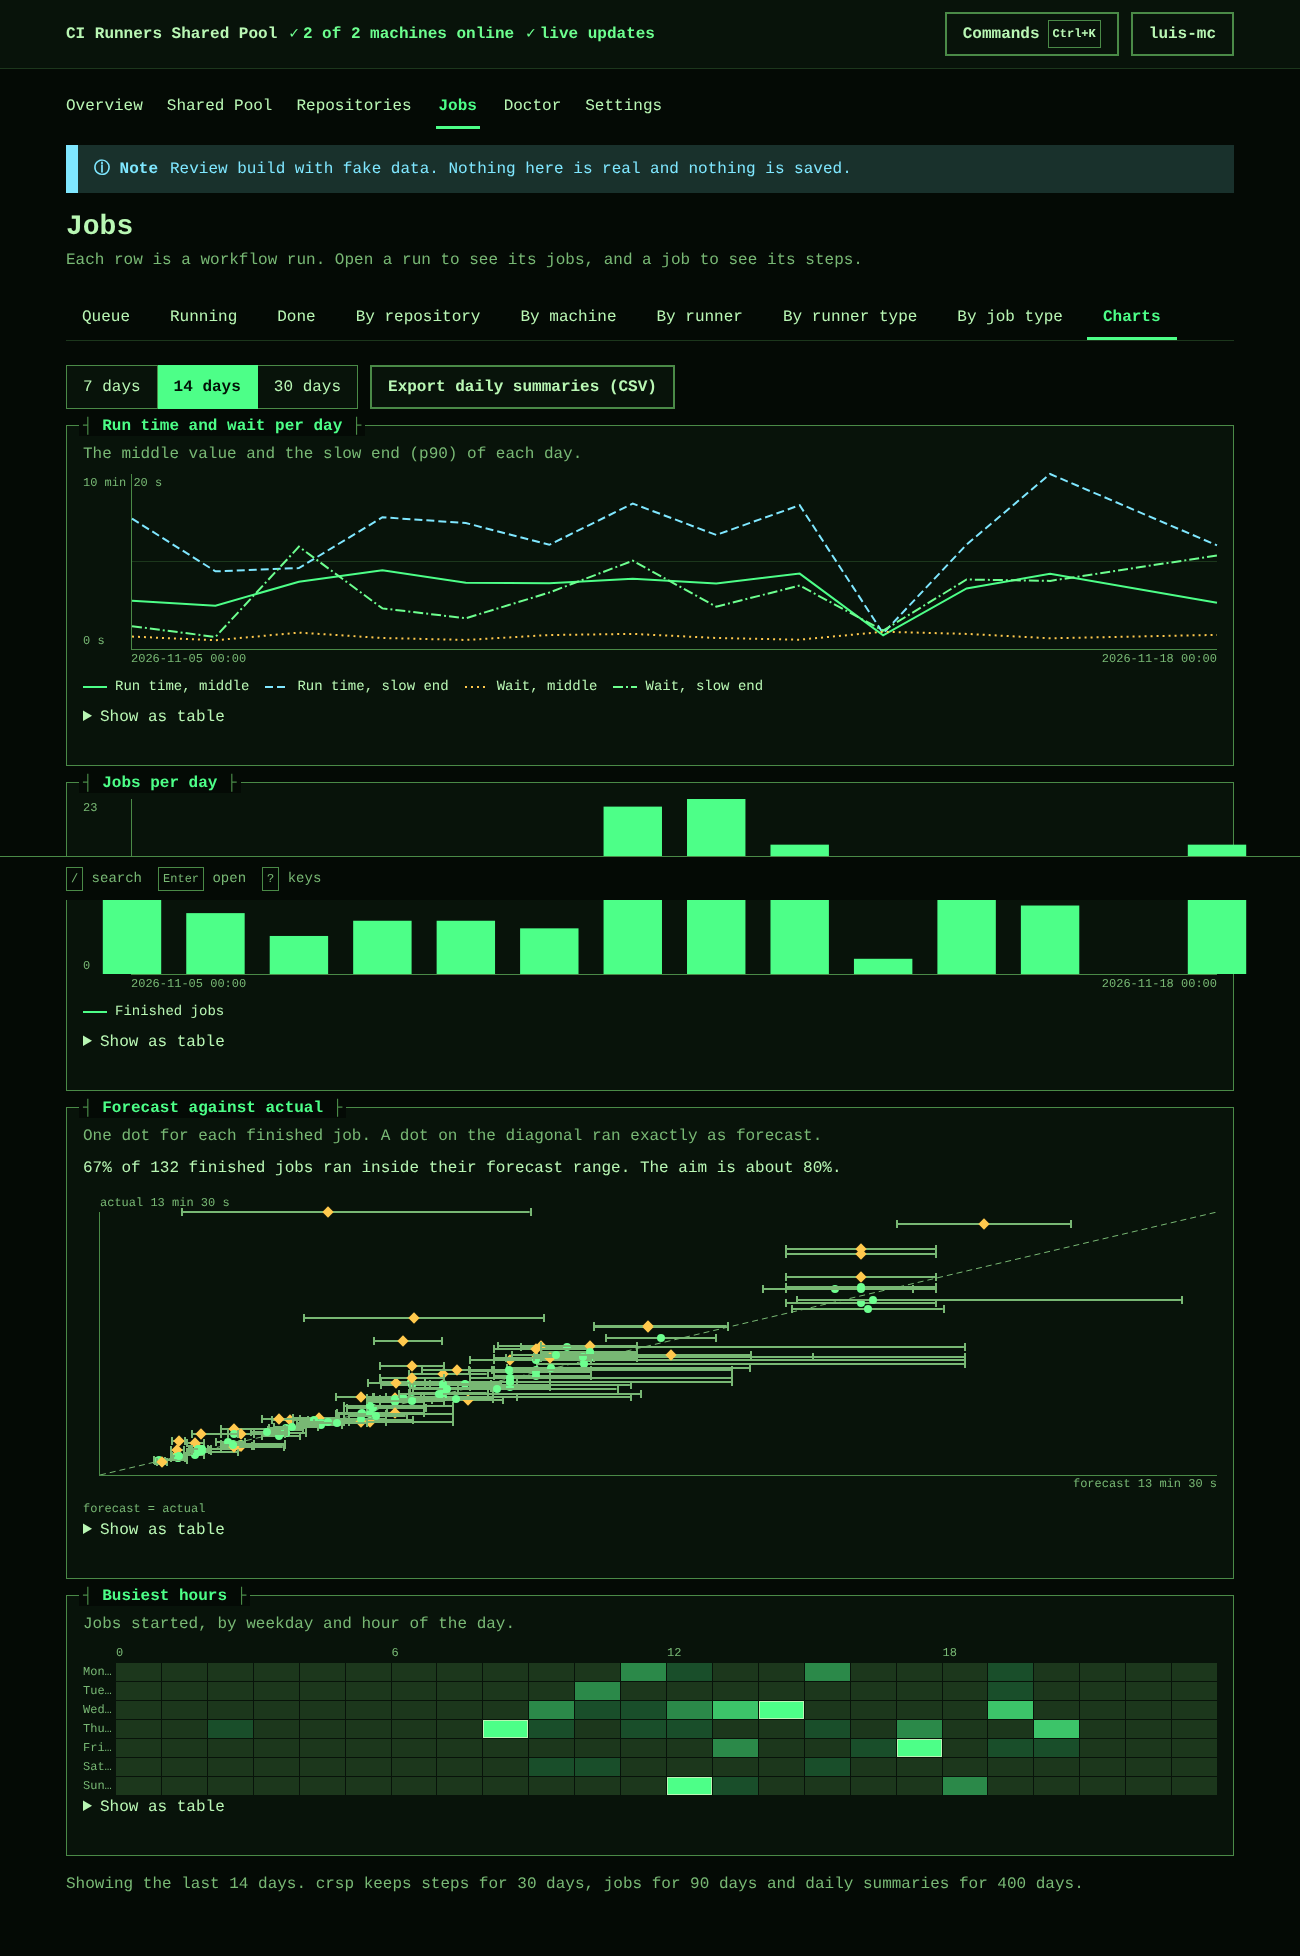 CI Runners Shared Pool ✓ 2 of 2 machines online ✓ live updates Commands Ctrl+K luis-mc
Overview Shared Pool Repositories Jobs Doctor Settings
ⓘ Note Review build with fake data. Nothing here is real and nothing is saved.
Jobs
Each row is a workflow run. Open a run to see its jobs, and a job to see its steps.
Queue Running Done By repository By machine By runner By runner type By job type Charts
7 days 14 days 30 days Export daily summaries (CSV)
Run time and wait per day
The middle value and the slow end (p90) of each day.
10 min 20 s
0 s
2026-11-05 00:00 2026-11-18 00:00
Run time, middle Run time, slow end Wait, middle Wait, slow end
▶ Show as table
Jobs per day
23
/ search Enter open ? keys
0
2026-11-05 00:00 2026-11-18 00:00
Finished jobs
▶ Show as table
Forecast against actual
One dot for each finished job. A dot on the diagonal ran exactly as forecast.
67% of 132 finished jobs ran inside their forecast range. The aim is about 80%.
actual 13 min 30 s
forecast 13 min 30 s
forecast = actual
▶ Show as table
Busiest hours
Jobs started, by weekday and hour of the day.
0 6 12 18
Mon…
Tue…
Wed…
Thu…
Fri…
Sat…
Sun…
▶ Show as table
Showing the last 14 days. crsp keeps steps for 30 days, jobs for 90 days and daily summaries for 400 days.